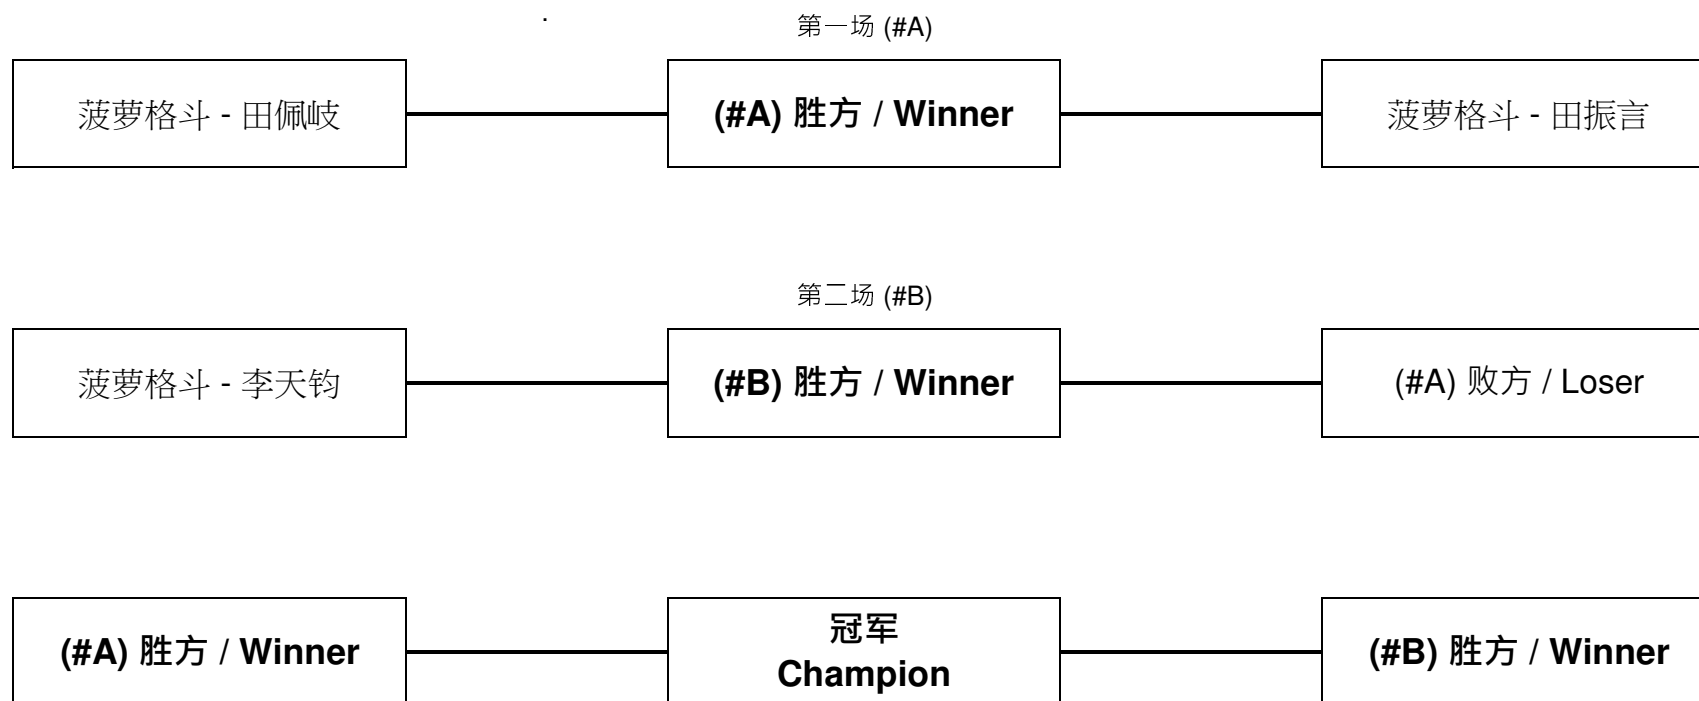 第一场 (#A)
菠萝格斗 - 田佩岐
(#A) 胜方 / Winner
菠萝格斗 - 田振言
第二场 (#B)
菠萝格斗 - 李天钧
(#B) 胜方 / Winner
(#A) 败方 / Loser
(#A) 胜方 / Winner
冠军
Champion
(#B) 胜方 / Winner